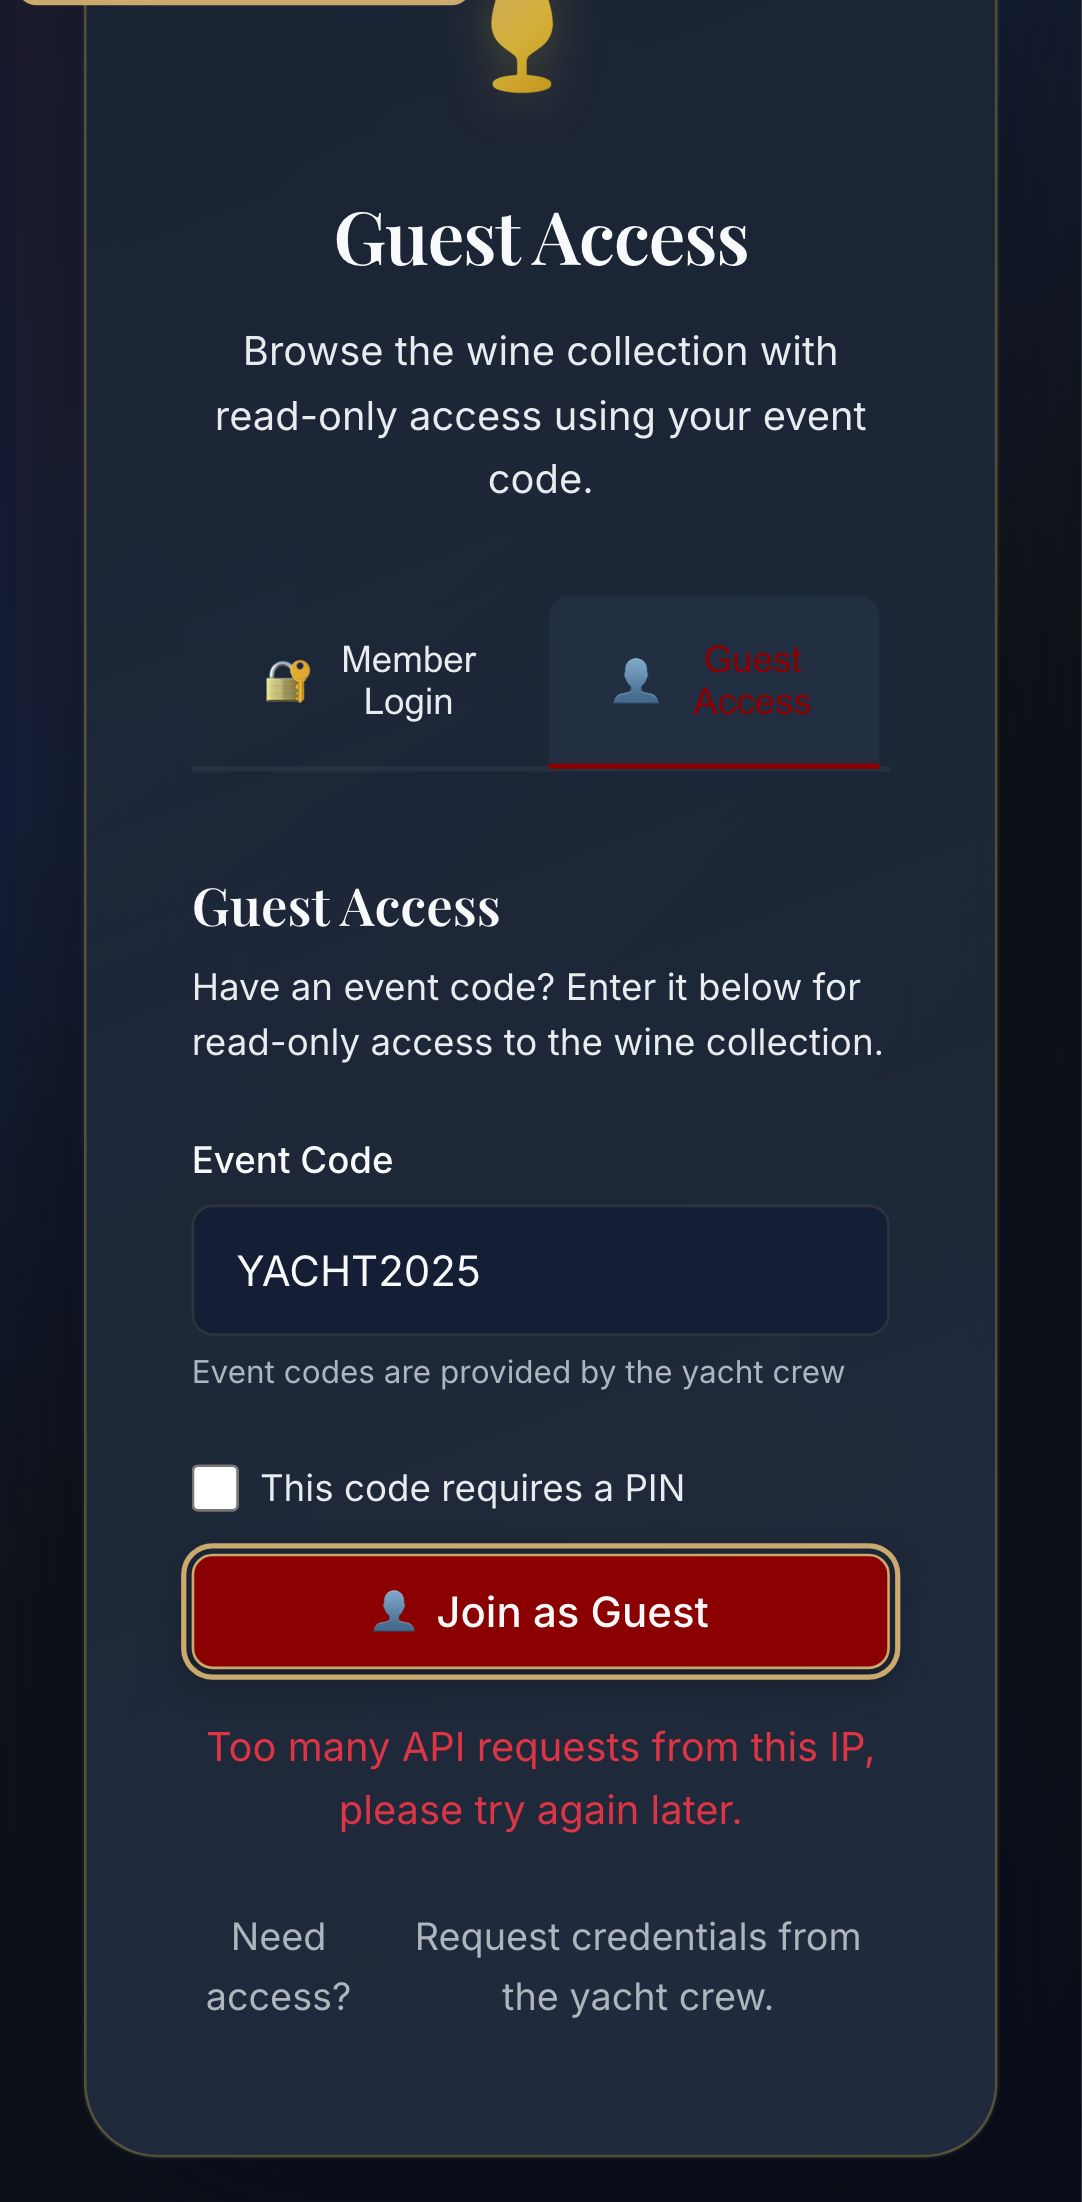 Guest Access
Browse the wine collection with
read-only access using your event
code.
Member
Login
Guest
Access
Guest Access
Have an event code? Enter it below for
read-only access to the wine collection.
Event Code
YACHT2025
Event codes are provided by the yacht crew
This code requires a PIN
Join as Guest
Too many API requests from this IP,
please try again later.
Need
access?
Request credentials from
the yacht crew.